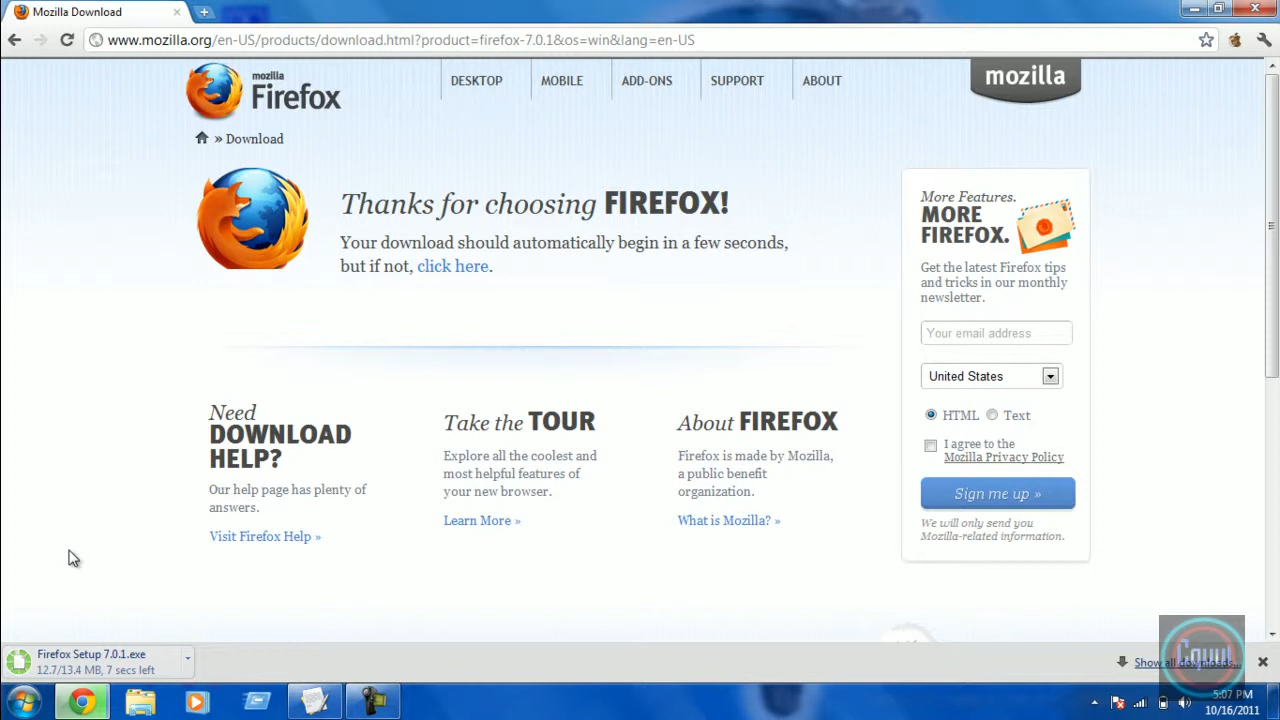 Mozilla Download
www.mozilla.org/en-US/products/download.html?product=firefox-7.0.1&os=win&lang=en-US
mozilla
Firefox
DESKTOP
MOBILE
ADD-ONS
SUPPORT
ABOUT
mozilla
» Download
Thanks for choosing FIREFOX!
Your download should automatically begin in a few seconds,
but if not, click here.
More Features.
MORE
FIREFOX.
Get the latest Firefox tips
and tricks in our monthly
newsletter.
Your email address
United States
HTML
Text
I agree to the
Mozilla Privacy Policy
Sign me up »
We will only send you
Mozilla-related information.
Need
DOWNLOAD
HELP?
Our help page has plenty of
answers.
Visit Firefox Help »
Take the TOUR
Explore all the coolest and
most helpful features of
your new browser.
Learn More »
About FIREFOX
Firefox is made by Mozilla,
a public benefit
organization.
What is Mozilla? »
Firefox Setup 7.0.1.exe
12.7/13.4 MB, 7 secs left
Show all downloads...
5:07 PM
10/16/2011